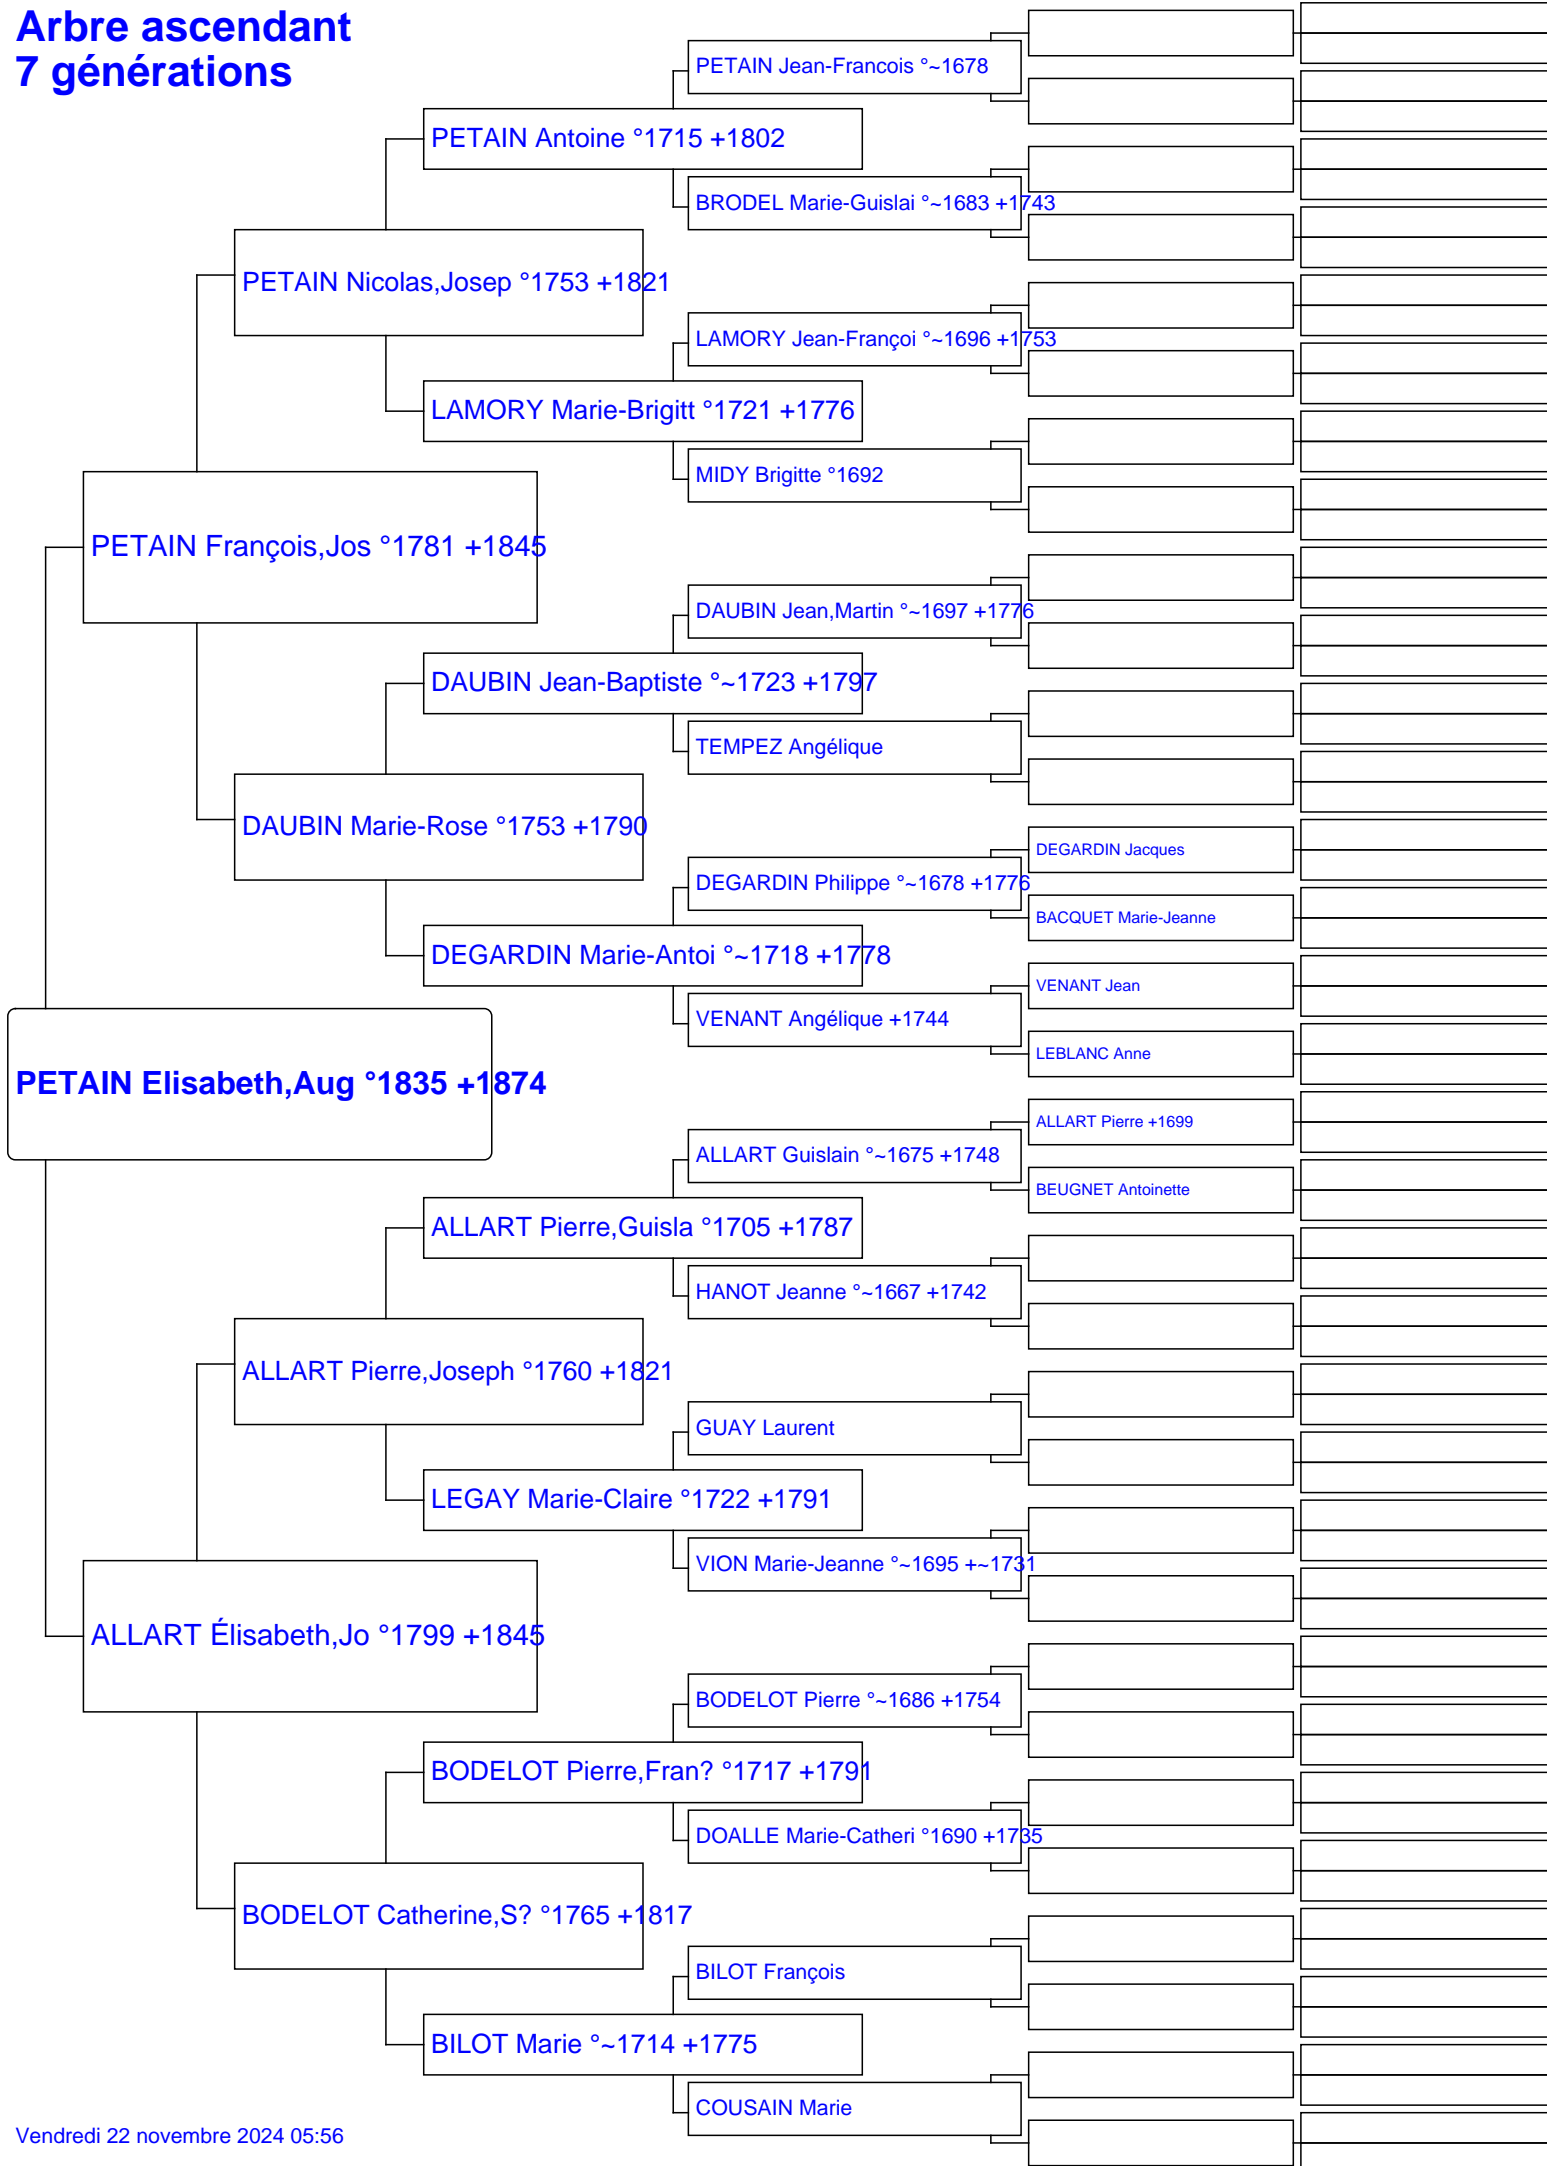 Arbre ascendant
7 générations
PETAIN Jean-Francois °~1678
PETAIN Antoine °1715 +1802
BRODEL Marie-Guislai °~1683 +1743
PETAIN Nicolas,Josep °1753 +1821
LAMORY Jean-Françoi °~1696 +1753
LAMORY Marie-Brigitt °1721 +1776
MIDY Brigitte °1692
PETAIN François,Jos °1781 +1845
DAUBIN Jean,Martin °~1697 +1776
DAUBIN Jean-Baptiste °~1723 +1797
TEMPEZ Angélique
DAUBIN Marie-Rose °1753 +1790
DEGARDIN Jacques
DEGARDIN Philippe °~1678 +1776
BACQUET Marie-Jeanne
DEGARDIN Marie-Antoi °~1718 +1778
VENANT Jean
VENANT Angélique +1744
LEBLANC Anne
PETAIN Elisabeth,Aug °1835 +1874
ALLART Pierre +1699
ALLART Guislain °~1675 +1748
BEUGNET Antoinette
ALLART Pierre,Guisla °1705 +1787
HANOT Jeanne °~1667 +1742
ALLART Pierre,Joseph °1760 +1821
GUAY Laurent
LEGAY Marie-Claire °1722 +1791
VION Marie-Jeanne °~1695 +~1731
ALLART Élisabeth,Jo °1799 +1845
BODELOT Pierre °~1686 +1754
BODELOT Pierre,Fran? °1717 +1791
DOALLE Marie-Catheri °1690 +1735
BODELOT Catherine,S? °1765 +1817
BILOT François
BILOT Marie °~1714 +1775
COUSAIN Marie
Vendredi 22 novembre 2024 05:56